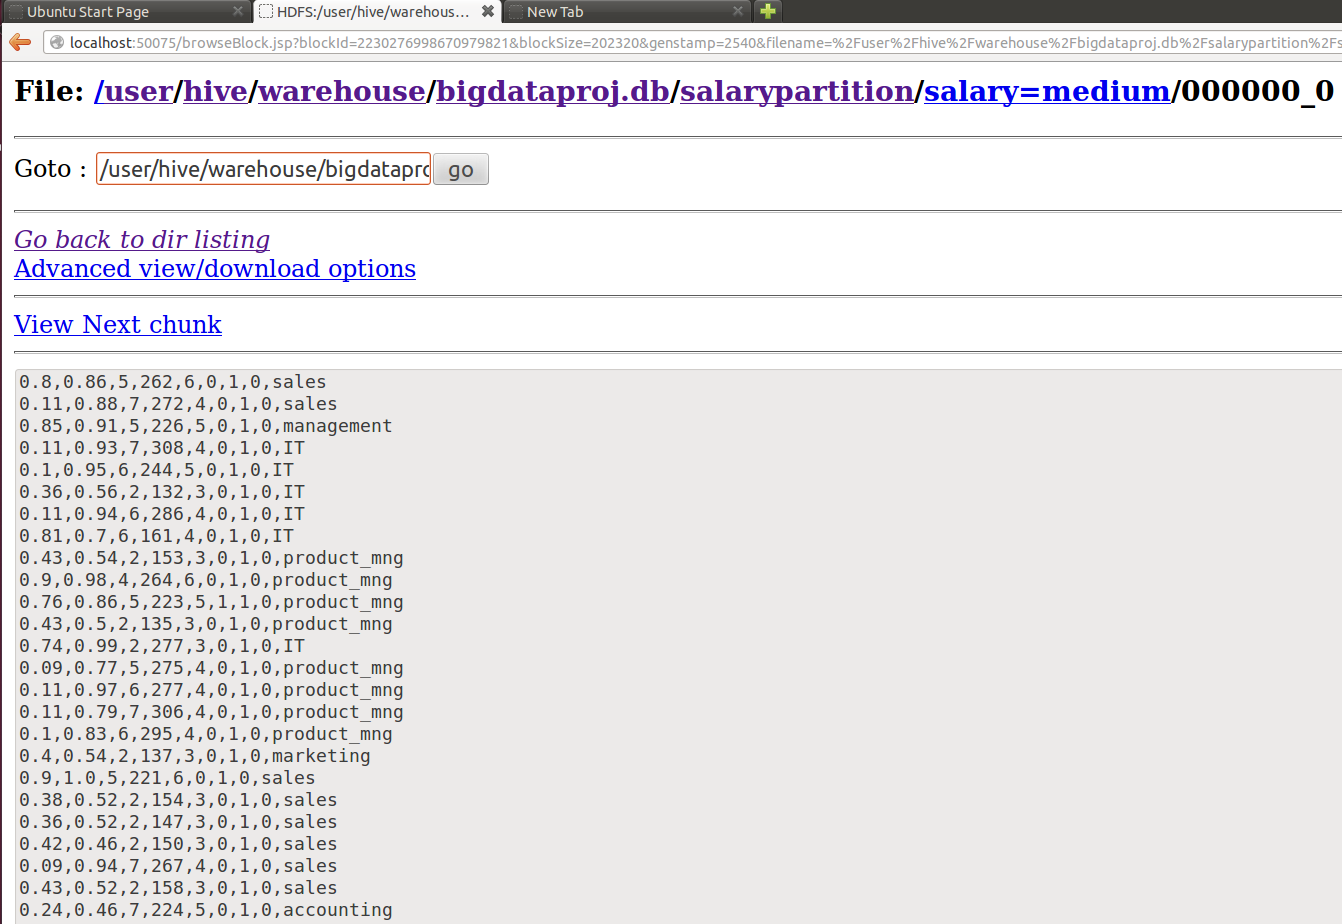 Ubuntu Start Page
HDFS:/user/hive/warehous...
New Tab
localhost:50075/browseBlock.jsp?blockId=2230276998670979821&blockSize=202320&genstamp=2540&filename=%2Fuser%2Fhive%2Fwarehouse%2Fbigdataproj.db%2Fsalarypartition%2Fs
File: /user/hive/warehouse/bigdataproj.db/salarypartition/salary=medium/000000_0
Goto : /user/hive/warehouse/bigdatapro go
Go back to dir listing
Advanced view/download options
View Next chunk
0.8,0.86,5,262,6,0,1,0,sales
0.11,0.88,7,272,4,0,1,0,sales
0.85,0.91,5,226,5,0,1,0,management
0.11,0.93,7,308,4,0,1,0,IT
0.1,0.95,6,244,5,0,1,0,IT
0.36,0.56,2,132,3,0,1,0,IT
0.11,0.94,6,286,4,0,1,0,IT
0.81,0.7,6,161,4,0,1,0,IT
0.43,0.54,2,153,3,0,1,0,product_mng
0.9,0.98,4,264,6,0,1,0,product_mng
0.76,0.86,5,223,5,1,1,0,product_mng
0.43,0.5,2,135,3,0,1,0,product_mng
0.74,0.99,2,277,3,0,1,0,IT
0.09,0.77,5,275,4,0,1,0,product_mng
0.11,0.97,6,277,4,0,1,0,product_mng
0.11,0.79,7,306,4,0,1,0,product_mng
0.1,0.83,6,295,4,0,1,0,product_mng
0.4,0.54,2,137,3,0,1,0,marketing
0.9,1.0,5,221,6,0,1,0,sales
0.38,0.52,2,154,3,0,1,0,sales
0.36,0.52,2,147,3,0,1,0,sales
0.42,0.46,2,150,3,0,1,0,sales
0.09,0.94,7,267,4,0,1,0,sales
0.43,0.52,2,158,3,0,1,0,sales
0.24,0.46,7,224,5,0,1,0,accounting